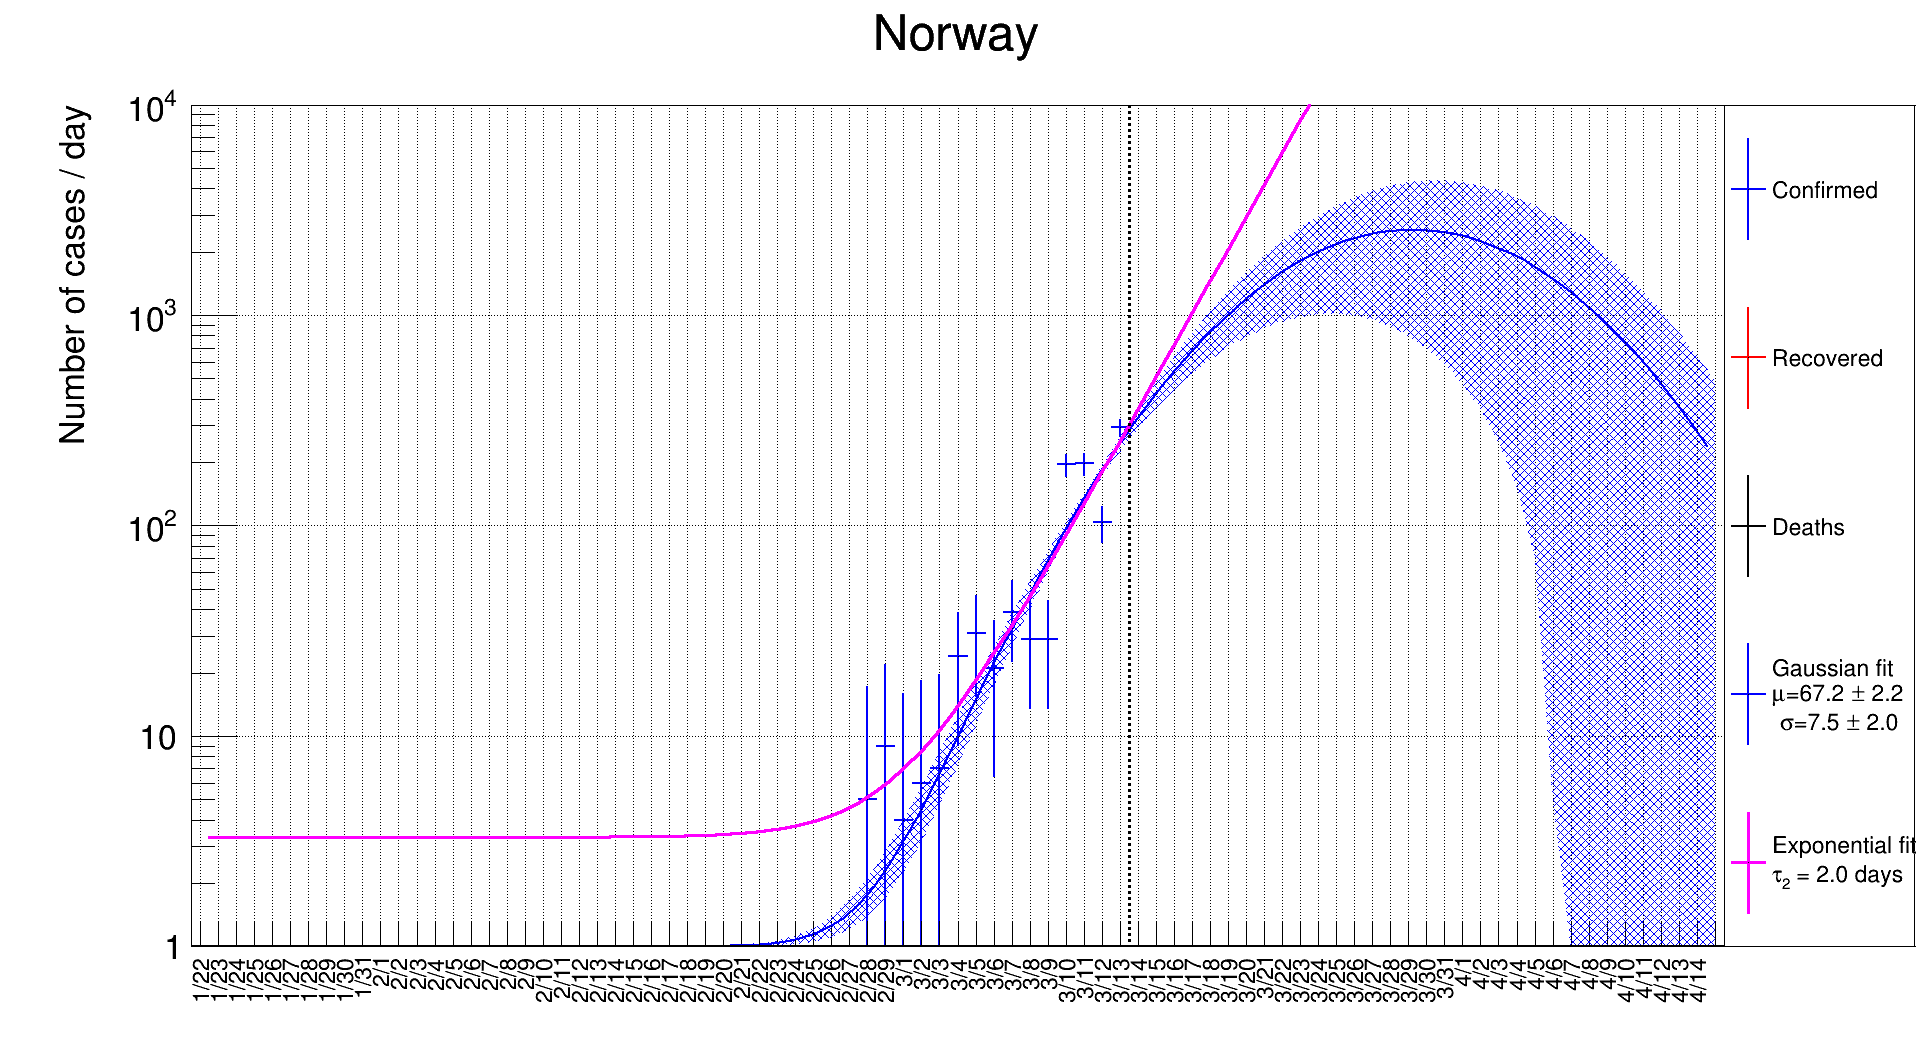 Norway
Number of cases / day
10⁴
10³
10²
10
1
1/22 1/23 1/24 1/25 1/26 1/27 1/28 1/29 1/30 1/31 2/1 2/2 2/3 2/4 2/5 2/6 2/7 2/8 2/9 2/10 2/11 2/12 2/13 2/14 2/15 2/16 2/17 2/18 2/19 2/20 2/21 2/22 2/23 2/24 2/25 2/26 2/27 2/28 2/29 3/1 3/2 3/3 3/4 3/5 3/6 3/7 3/8 3/9 3/10 3/11 3/12 3/13 3/14 3/15 3/16 3/17 3/18 3/19 3/20 3/21 3/22 3/23 3/24 3/25 3/26 3/27 3/28 3/29 3/30 3/31 4/1 4/2 4/3 4/4 4/5 4/6 4/7 4/8 4/9 4/10 4/11 4/12 4/13 4/14
Confirmed
Recovered
Deaths
Gaussian fit
μ=67.2 ± 2.2
σ=7.5 ± 2.0
Exponential fit
τ₂ = 2.0 days